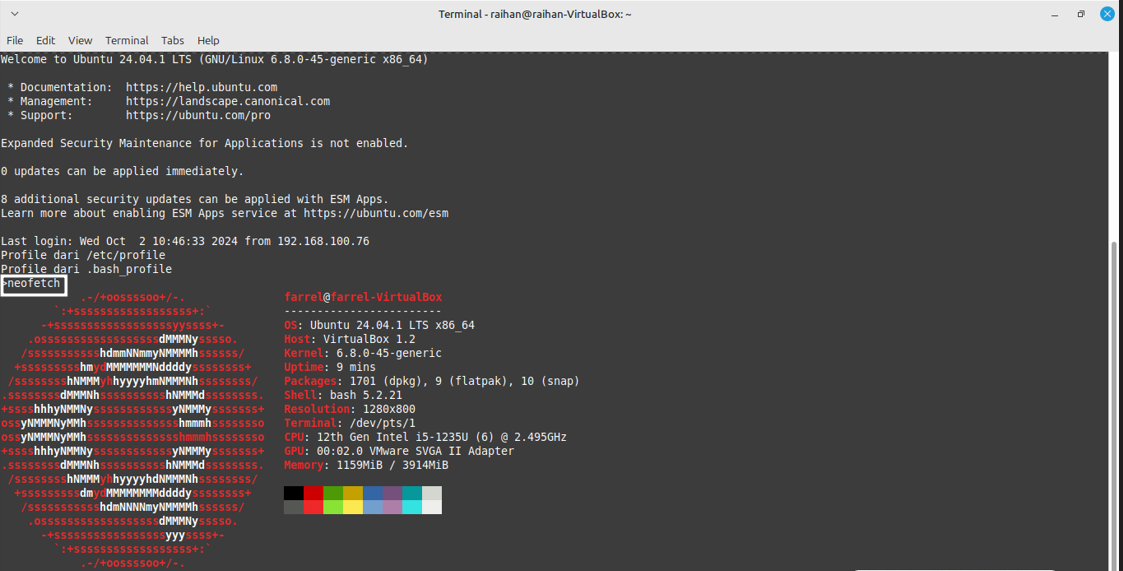 Terminal - raihan@raihan-VirtualBox: ~
File Edit View Terminal Tabs Help
Welcome to Ubuntu 24.04.1 LTS (GNU/Linux 6.8.0-45-generic x86_64)
* Documentation: https://help.ubuntu.com
* Management: https://landscape.canonical.com
* Support: https://ubuntu.com/pro
Expanded Security Maintenance for Applications is not enabled.
0 updates can be applied immediately.
8 additional security updates can be applied with ESM Apps.
Learn more about enabling ESM Apps service at https://ubuntu.com/esm
Last login: Wed Oct  2 10:46:33 2024 from 192.168.100.76
Profile dari /etc/profile
Profile dari .bash_profile
>neofetch
            .-/+oossssoo+/-.               farrel@farrel-VirtualBox
        `:+ssssssssssssssssss+:`           ------------------------
      -+ssssssssssssssssssyyssss+-         OS: Ubuntu 24.04.1 LTS x86_64
    .ossssssssssssssssssdMMMNysssso.       Host: VirtualBox 1.2
   /ssssssssssshdmmNNmmyNMMMMhssssss/      Kernel: 6.8.0-45-generic
  +ssssssssshmydMMMMMMMNddddyssssssss+     Uptime: 9 mins
 /sssssssshNMMMyhhyyyyhmNMMMNhssssssss/    Packages: 1701 (dpkg), 9 (flatpak), 10 (snap)
.ssssssssdMMMNhsssssssssshNMMMdssssssss.   Shell: bash 5.2.21
+sssshhhyNMMNyssssssssssssyNMMMysssssss+   Resolution: 1280x800
ossyNMMMNyMMhsssssssssssssshmmmhssssssso   Terminal: /dev/pts/1
ossyNMMMNyMMhsssssssssssssshmmmhssssssso   CPU: 12th Gen Intel i5-1235U (6) @ 2.495GHz
+sssshhhyNMMNyssssssssssssyNMMMysssssss+   GPU: 00:02.0 VMware SVGA II Adapter
.ssssssssdMMMNhsssssssssshNMMMdssssssss.   Memory: 1159MiB / 3914MiB
 /sssssssshNMMMyhhyyyyhdNMMMNhssssssss/
  +sssssssssdmydMMMMMMMMddddyssssssss+
   /ssssssssssshdmNNNNmyNMMMMhssssss/
    .ossssssssssssssssssdMMMNysssso.
      -+sssssssssssssssssyyyssss+-
        `:+ssssssssssssssssss+:`
            .-/+oossssoo+/-.